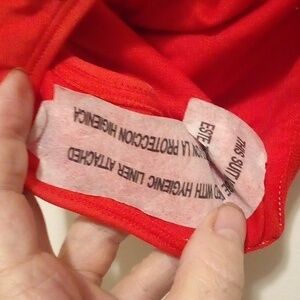 THIS SUIT
WITH HYGIENIC LINER ATTACHED
ESTE
LA PROTECCION HIGIENICA